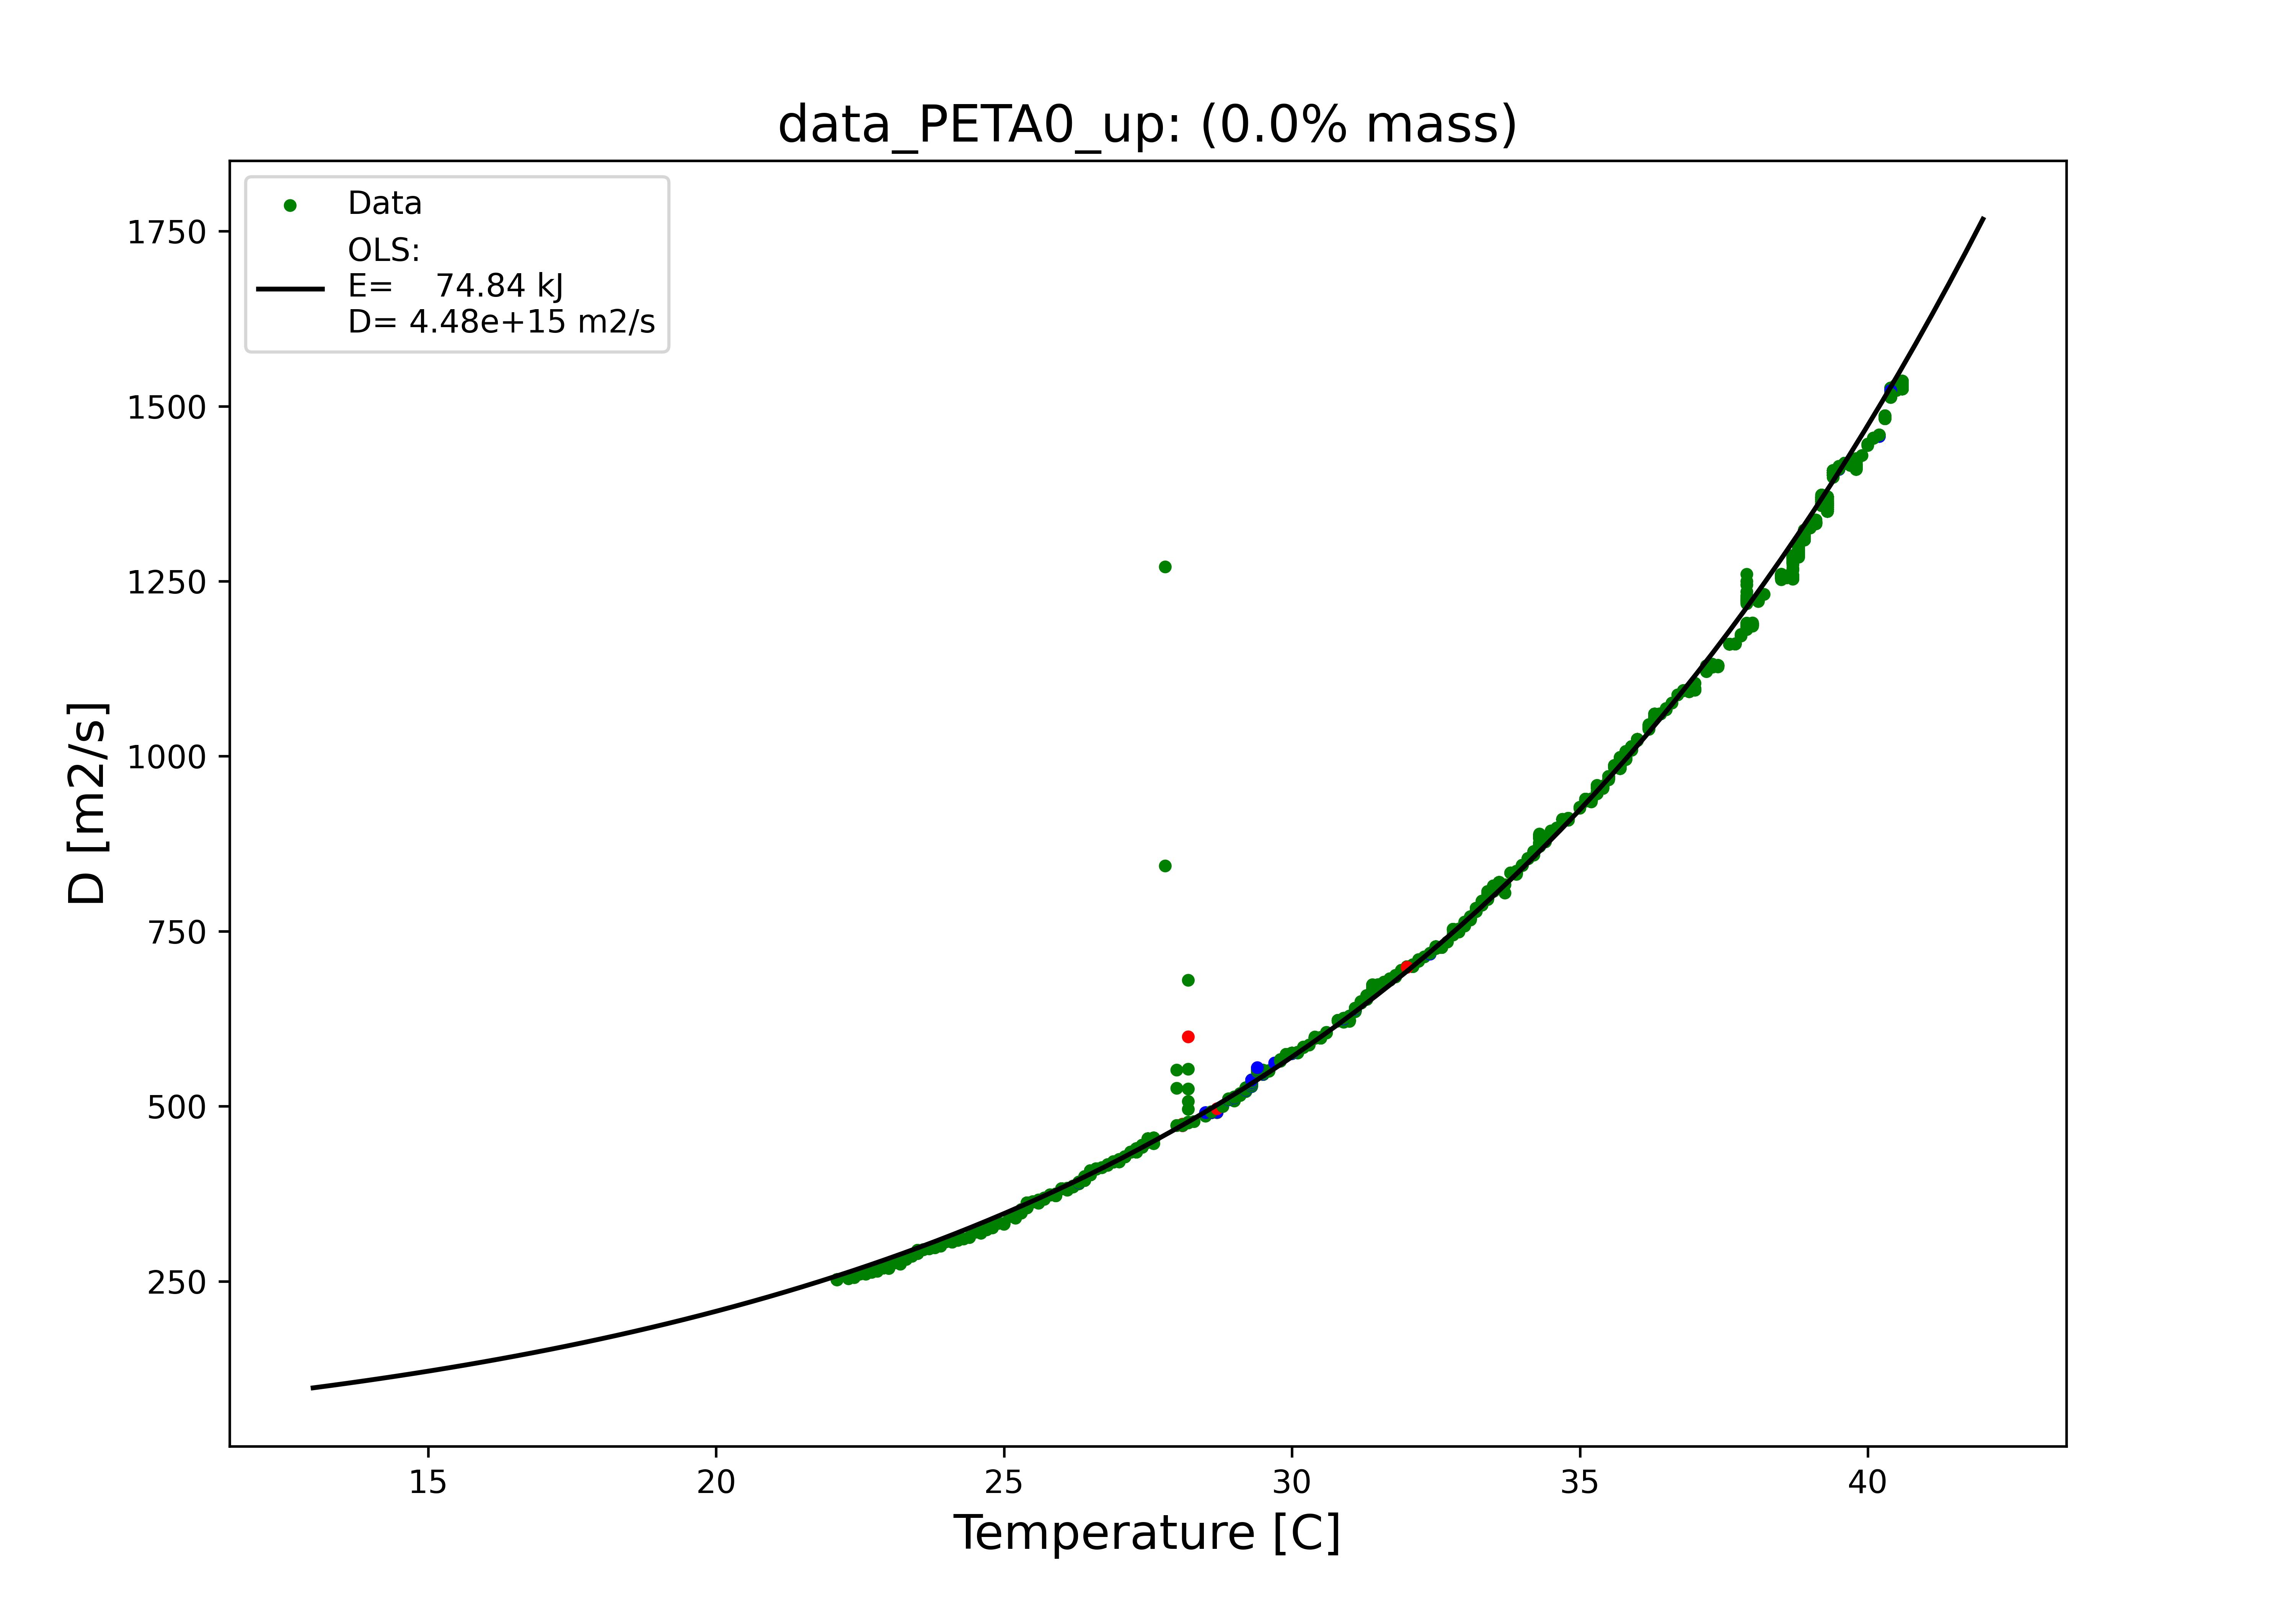 data_PETA0_up: (0.0% mass)
Data
OLS:
E=    74.84 kJ
D= 4.48e+15 m2/s
1750
1500
1250
1000
750
500
250
D [m2/s]
15
20
25
30
35
40
Temperature [C]